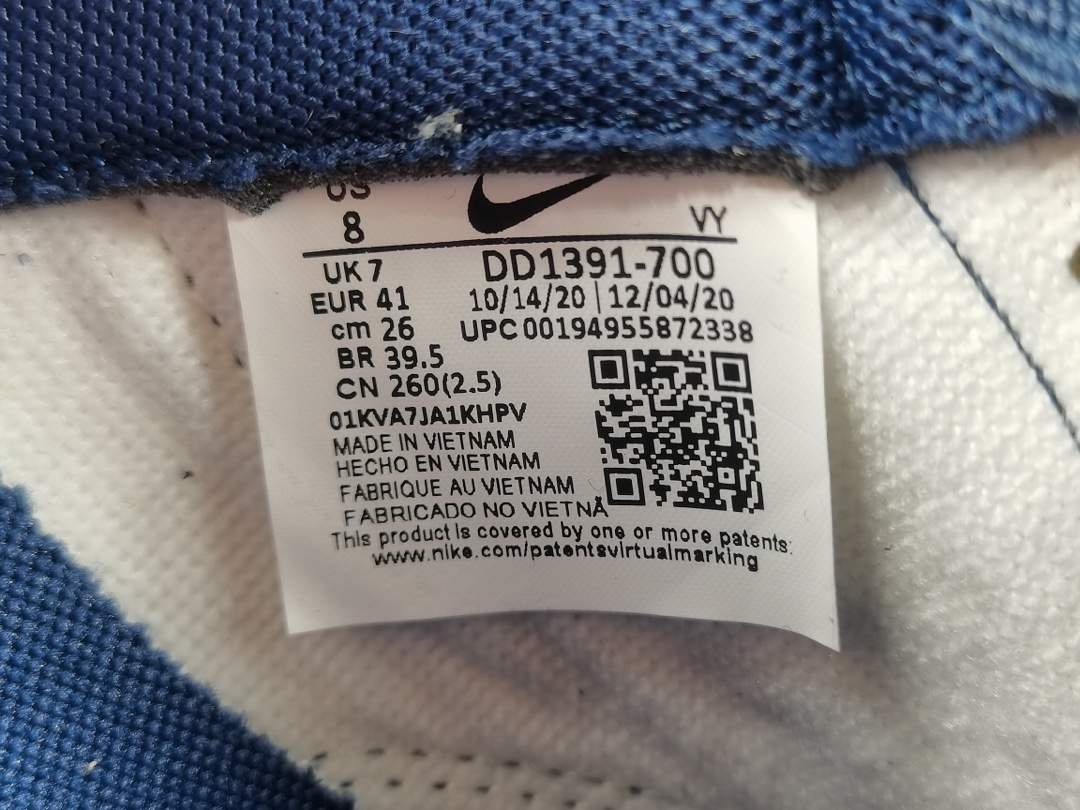 US
8
VY
UK 7
DD1391-700
EUR 41
10/14/20 | 12/04/20
cm 26
UPC 00194955872338
BR 39.5
CN 260(2.5)
01KVA7JA1KHPV
MADE IN VIETNAM
HECHO EN VIETNAM
FABRIQUE AU VIETNAM
FABRICADO NO VIETNÃ
This product is covered by one or more patents:
www.nike.com/patentsvirtualmarking